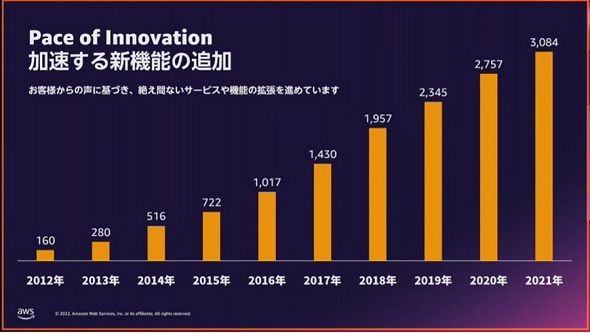 Pace of Innovation
加速する新機能の追加
お客様からの声に基づき、絶え間ないサービスや機能の拡張を進めています
160 280 516 722 1,017 1,430 1,957 2,345 2,757 3,084
2012年 2013年 2014年 2015年 2016年 2017年 2018年 2019年 2020年 2021年
aws © 2022, Amazon Web Services, Inc. or its affiliates. All rights reserved.